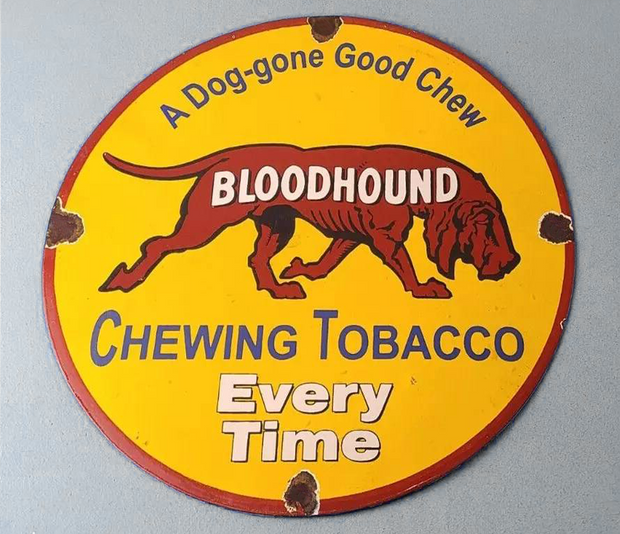 A Dog-gone Good Chew
BLOODHOUND
CHEWING TOBACCO
Every
Time